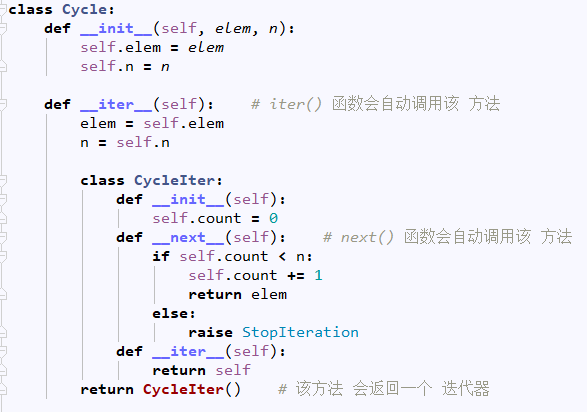 class Cycle:
    def __init__(self, elem, n):
        self.elem = elem
        self.n = n
    def __iter__(self):    # iter() 函数会自动调用该 方法
        elem = self.elem
        n = self.n
        class CycleIter:
            def __init__(self):
                self.count = 0
            def __next__(self):    # next() 函数会自动调用该 方法
                if self.count < n:
                    self.count += 1
                    return elem
                else:
                    raise StopIteration
            def __iter__(self):
                return self
        return CycleIter()    # 该方法 会返回一个 迭代器